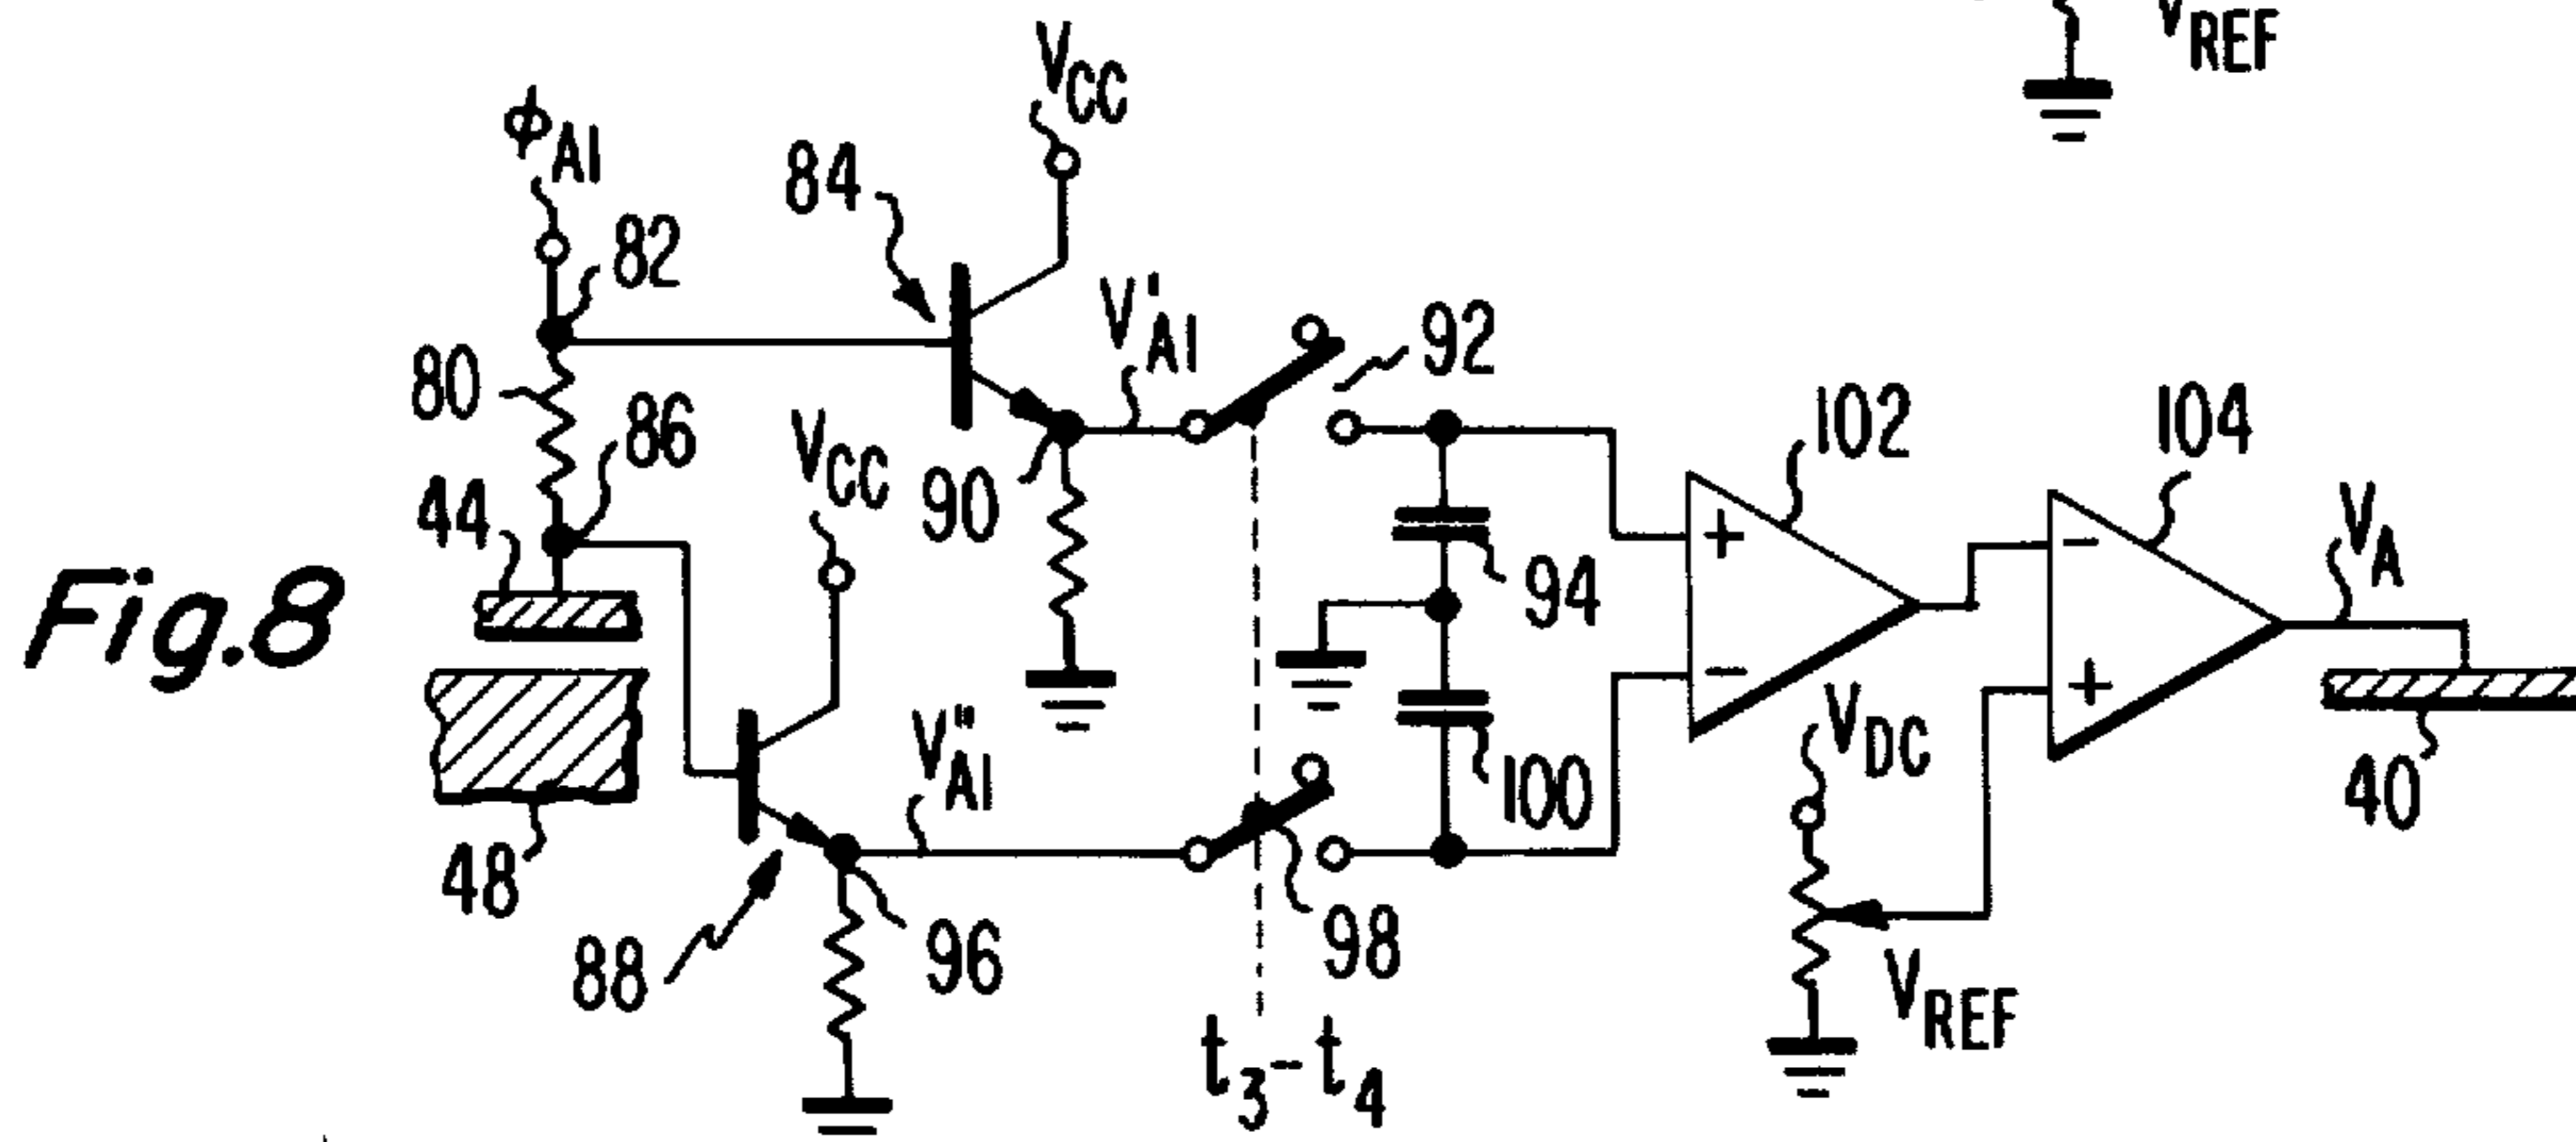 V_REF
V_CC
ϕ_A1
84
82
V'_A1
92
80
86
V_CC
90
102
104
44
94
V_A
Fig.8
V"_A1
100
V_DC
40
48
88
96
98
V_REF
t_3-t_4
+
-
-
+